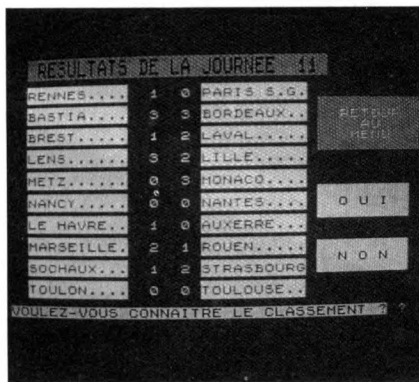 RESULTATS DE LA JOURNEE 11
RENNES.... 1 0 PARIS S.G.
BASTIA.... 3 3 BORDEAUX..
BREST..... 1 2 LAVAL.....
LENS...... 3 2 LILLE.....
METZ...... 0 3 MONACO....
NANCY..... 0 0 NANTES....
LE HAVRE.. 1 0 AUXERRE...
MARSEILLE. 2 1 ROUEN.....
SOCHAUX... 1 2 STRASBOURG
TOULON.... 0 0 TOULOUSE..
RETOUR
AU
MENU
OUI
NON
VOULEZ-VOUS CONNAITRE LE CLASSEMENT ? ?